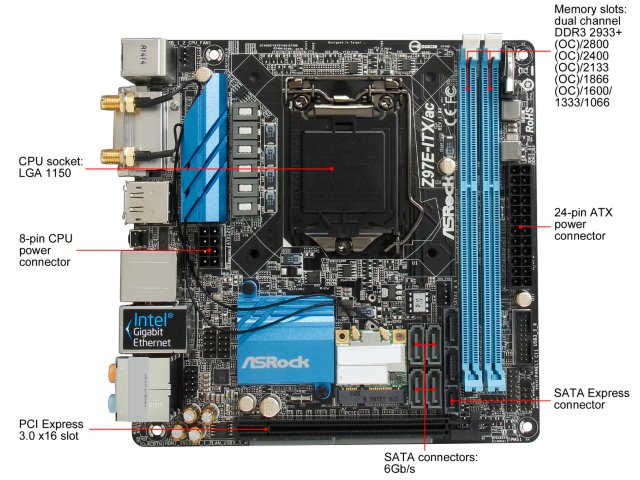 Memory slots:
dual channel
DDR3 2933+
(OC)/2800
(OC)/2400
(OC)/2133
(OC)/1866
(OC)/1600/
1333/1066
CPU socket:
LGA 1150
8-pin CPU
power
connector
24-pin ATX
power
connector
Z97E-ITX/ac
ASRock
RoHS
Intel®
Gigabit
Ethernet
ASRock
SATA Express
connector
PCI Express
3.0 x16 slot
SATA connectors:
6Gb/s